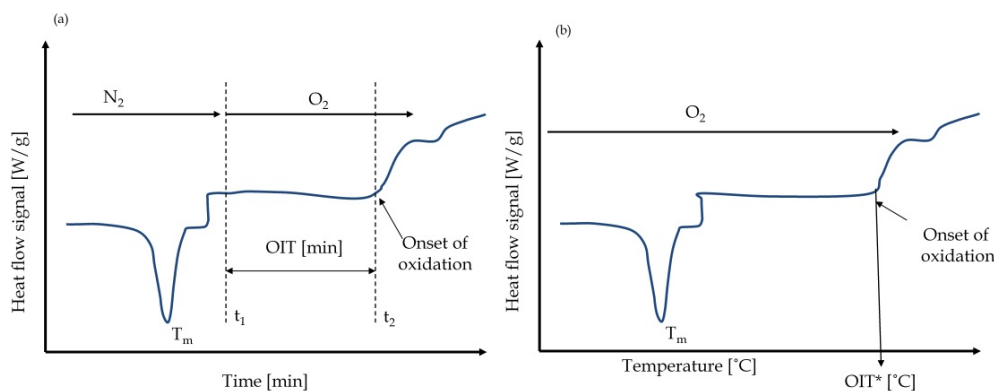 (a)
Heat flow signal [W/g]
N₂
O₂
Onset of
oxidation
OIT [min]
t₁
t₂
Tₘ
Time [min]
(b)
Heat flow signal [W/g]
O₂
Onset of
oxidation
Tₘ
Temperature [˚C]
OIT* [˚C]